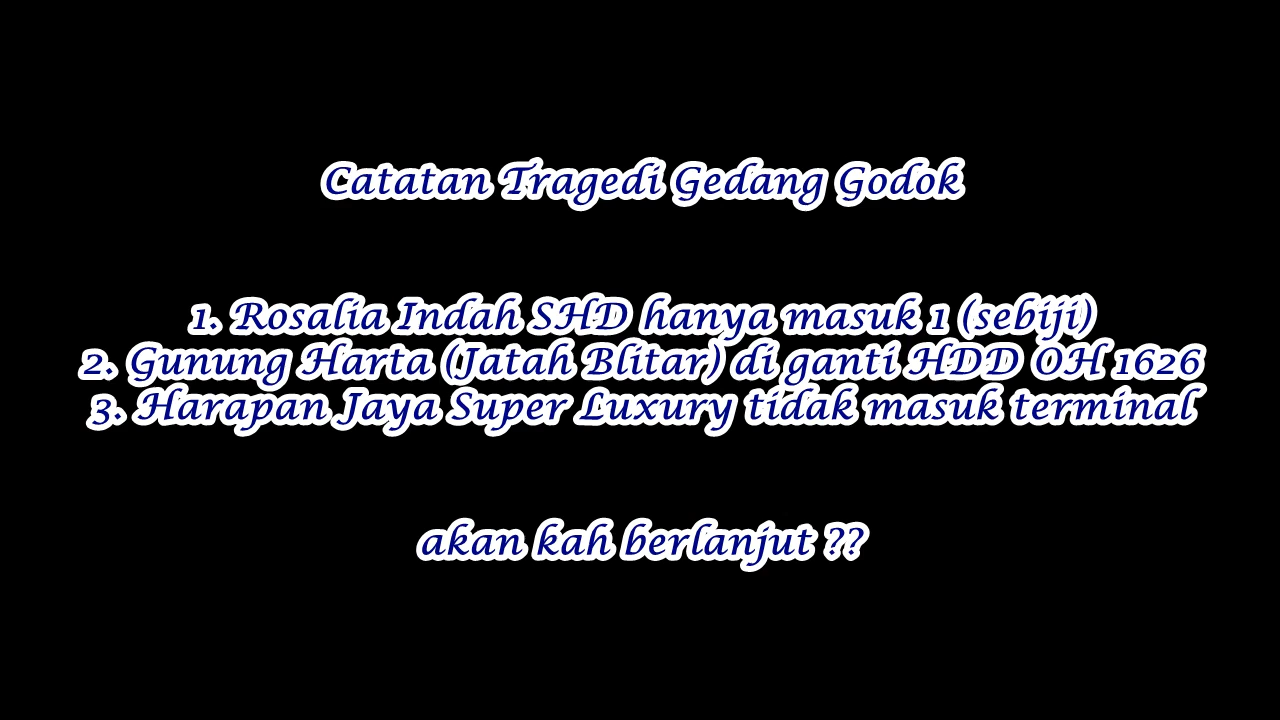 Catatan Tragedi Gedang Godok
1. Rosalia Indah SHD hanya masuk 1 (sebiji)
2. Gunung Harta (Jatah Blitar) di ganti HDD OH 1626
3. Harapan Jaya Super Luxury tidak masuk terminal
akan kah berlanjut ??